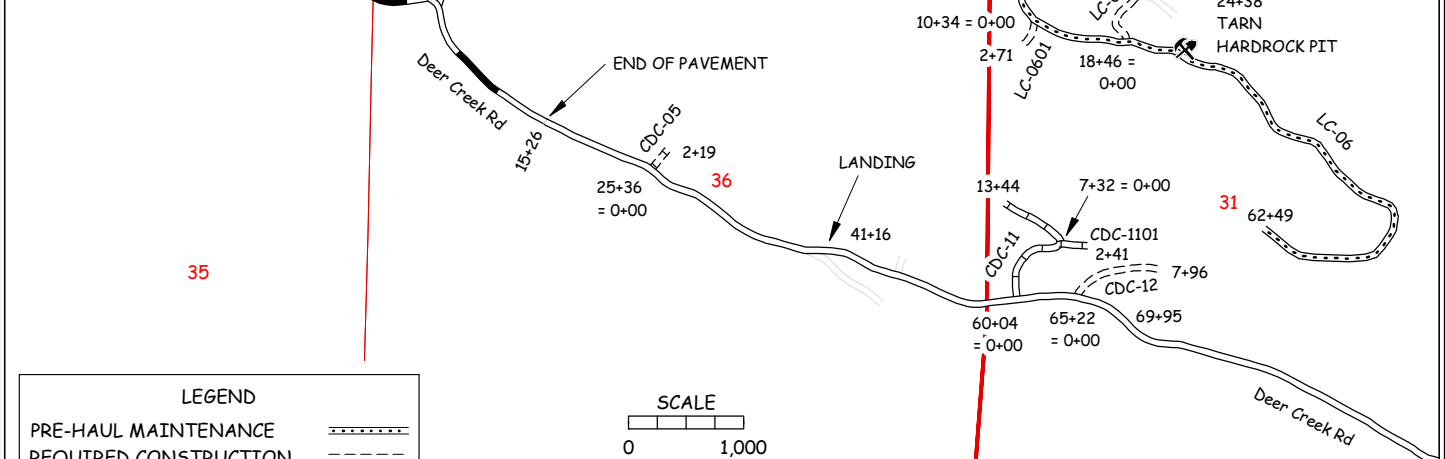 24+38
TARN
HARDROCK PIT
10+34 = 0+00
2+71
LC-0601
18+46 =
0+00
LC-06
END OF PAVEMENT
Deer Creek Rd
15+26
CDC-05
2+19
25+36
= 0+00
36
LANDING
41+16
13+44
7+32 = 0+00
31
62+49
CDC-11
CDC-1101
2+41
7+96
CDC-12
35
60+04
= 0+00
65+22
= 0+00
69+95
Deer Creek Rd
LEGEND
PRE-HAUL MAINTENANCE
REQUIRED CONSTRUCTION
SCALE
0 1,000